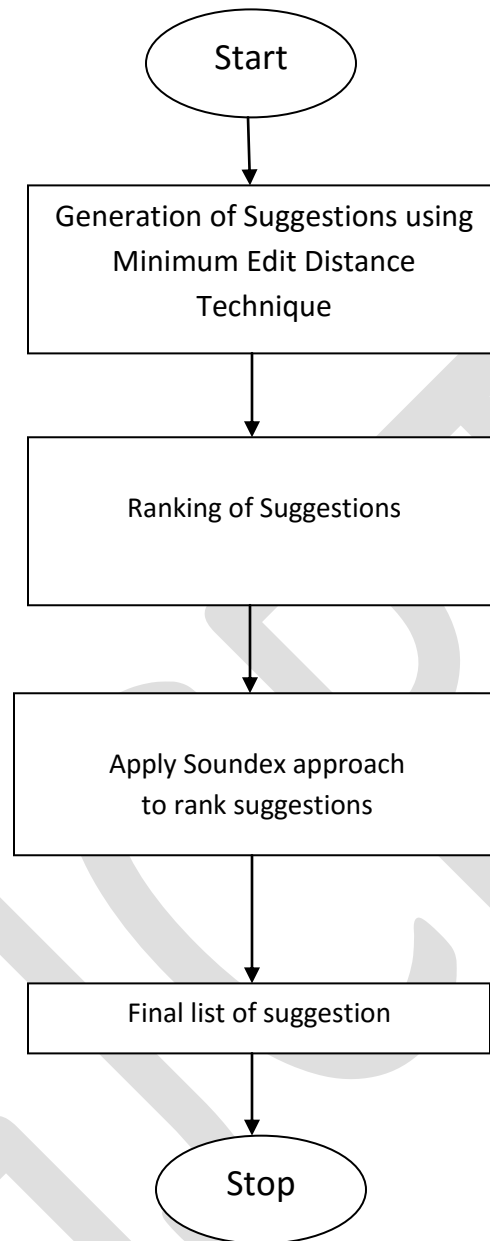 Start
Generation of Suggestions using
Minimum Edit Distance
Technique
Ranking of Suggestions
Apply Soundex approach
to rank suggestions
Final list of suggestion
Stop